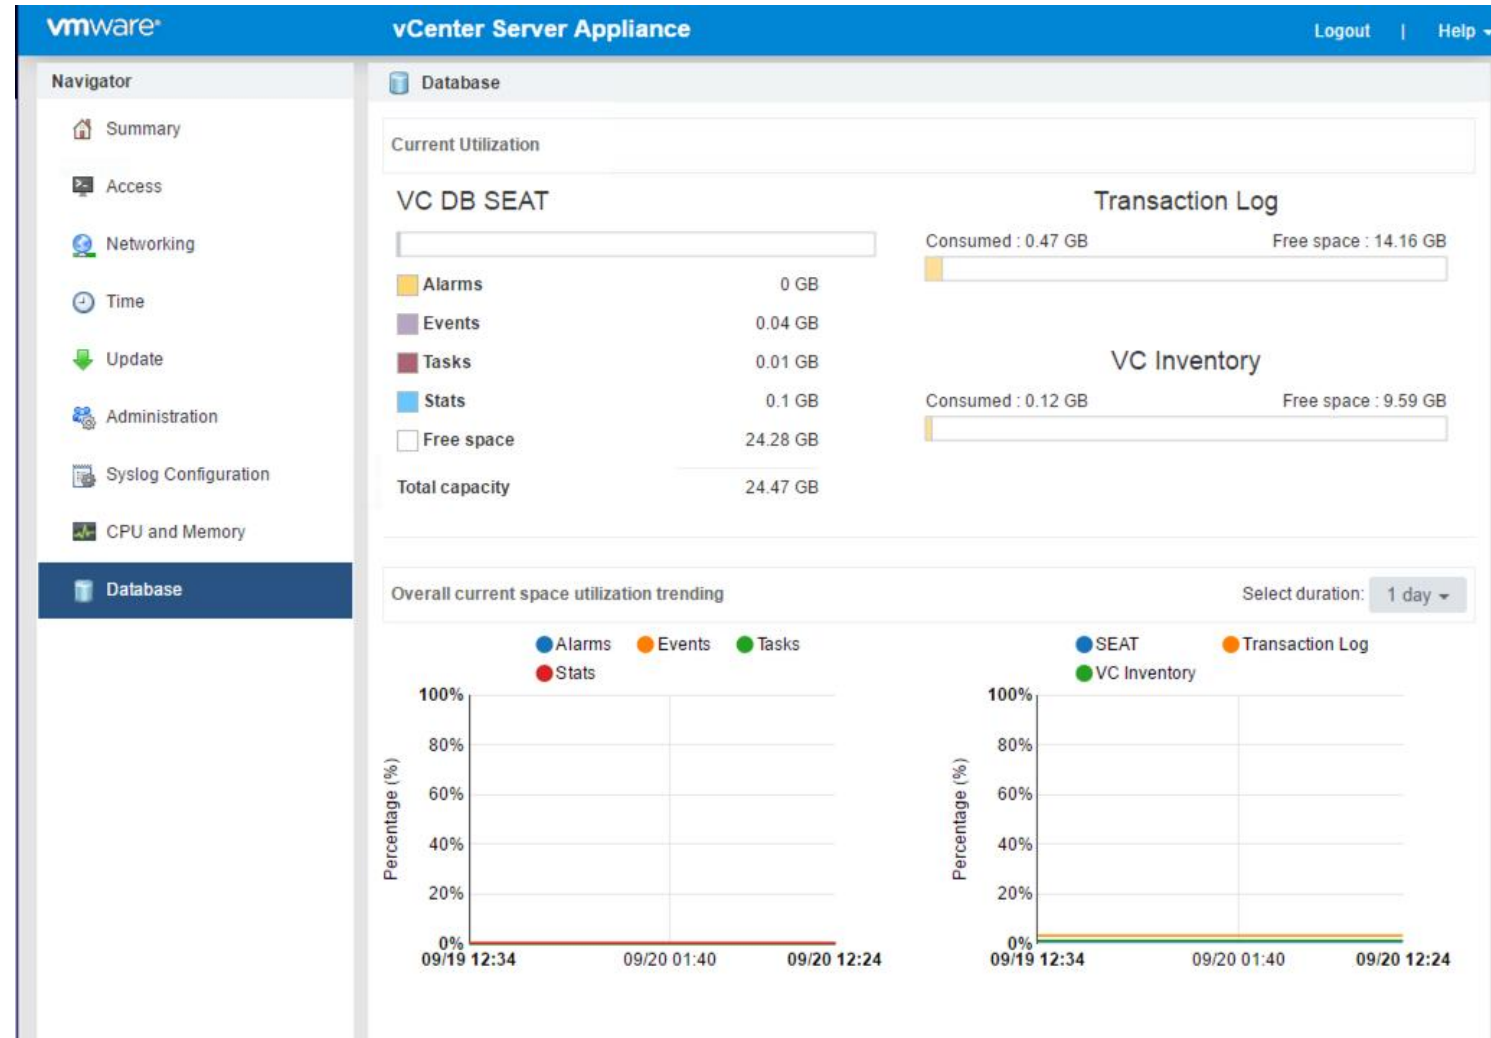 vmware®
vCenter Server Appliance
Logout | Help
Navigator
Summary
Access
Networking
Time
Update
Administration
Syslog Configuration
CPU and Memory
Database
Database
Current Utilization
VC DB SEAT
Alarms 0 GB
Events 0.04 GB
Tasks 0.01 GB
Stats 0.1 GB
Free space 24.28 GB
Total capacity 24.47 GB
Transaction Log
Consumed : 0.47 GB Free space : 14.16 GB
VC Inventory
Consumed : 0.12 GB Free space : 9.59 GB
Overall current space utilization trending
Select duration: 1 day
Alarms Events Tasks
Stats
100%
80%
60%
40%
20%
0%
Percentage (%)
09/19 12:34 09/20 01:40 09/20 12:24
SEAT Transaction Log
VC Inventory
100%
80%
60%
40%
20%
0%
Percentage (%)
09/19 12:34 09/20 01:40 09/20 12:24